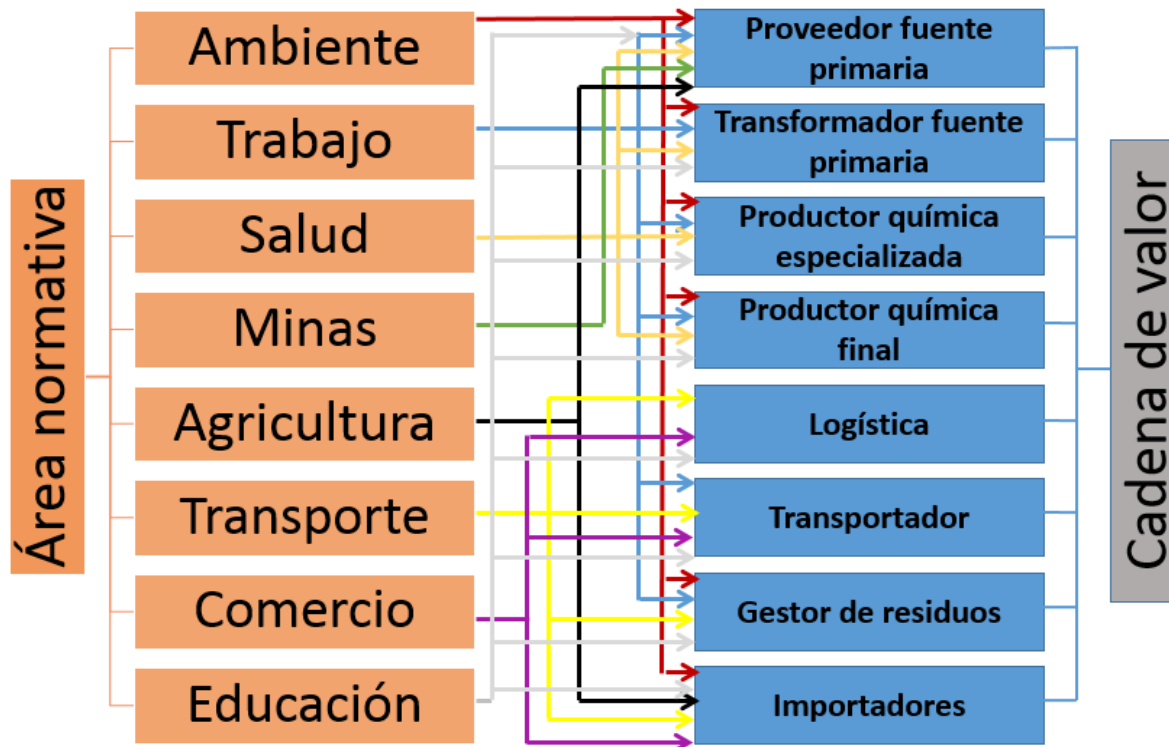 Área normativa
Ambiente
Trabajo
Salud
Minas
Agricultura
Transporte
Comercio
Educación
Proveedor fuente
primaria
Transformador fuente
primaria
Productor química
especializada
Productor química
final
Logística
Transportador
Gestor de residuos
Importadores
Cadena de valor